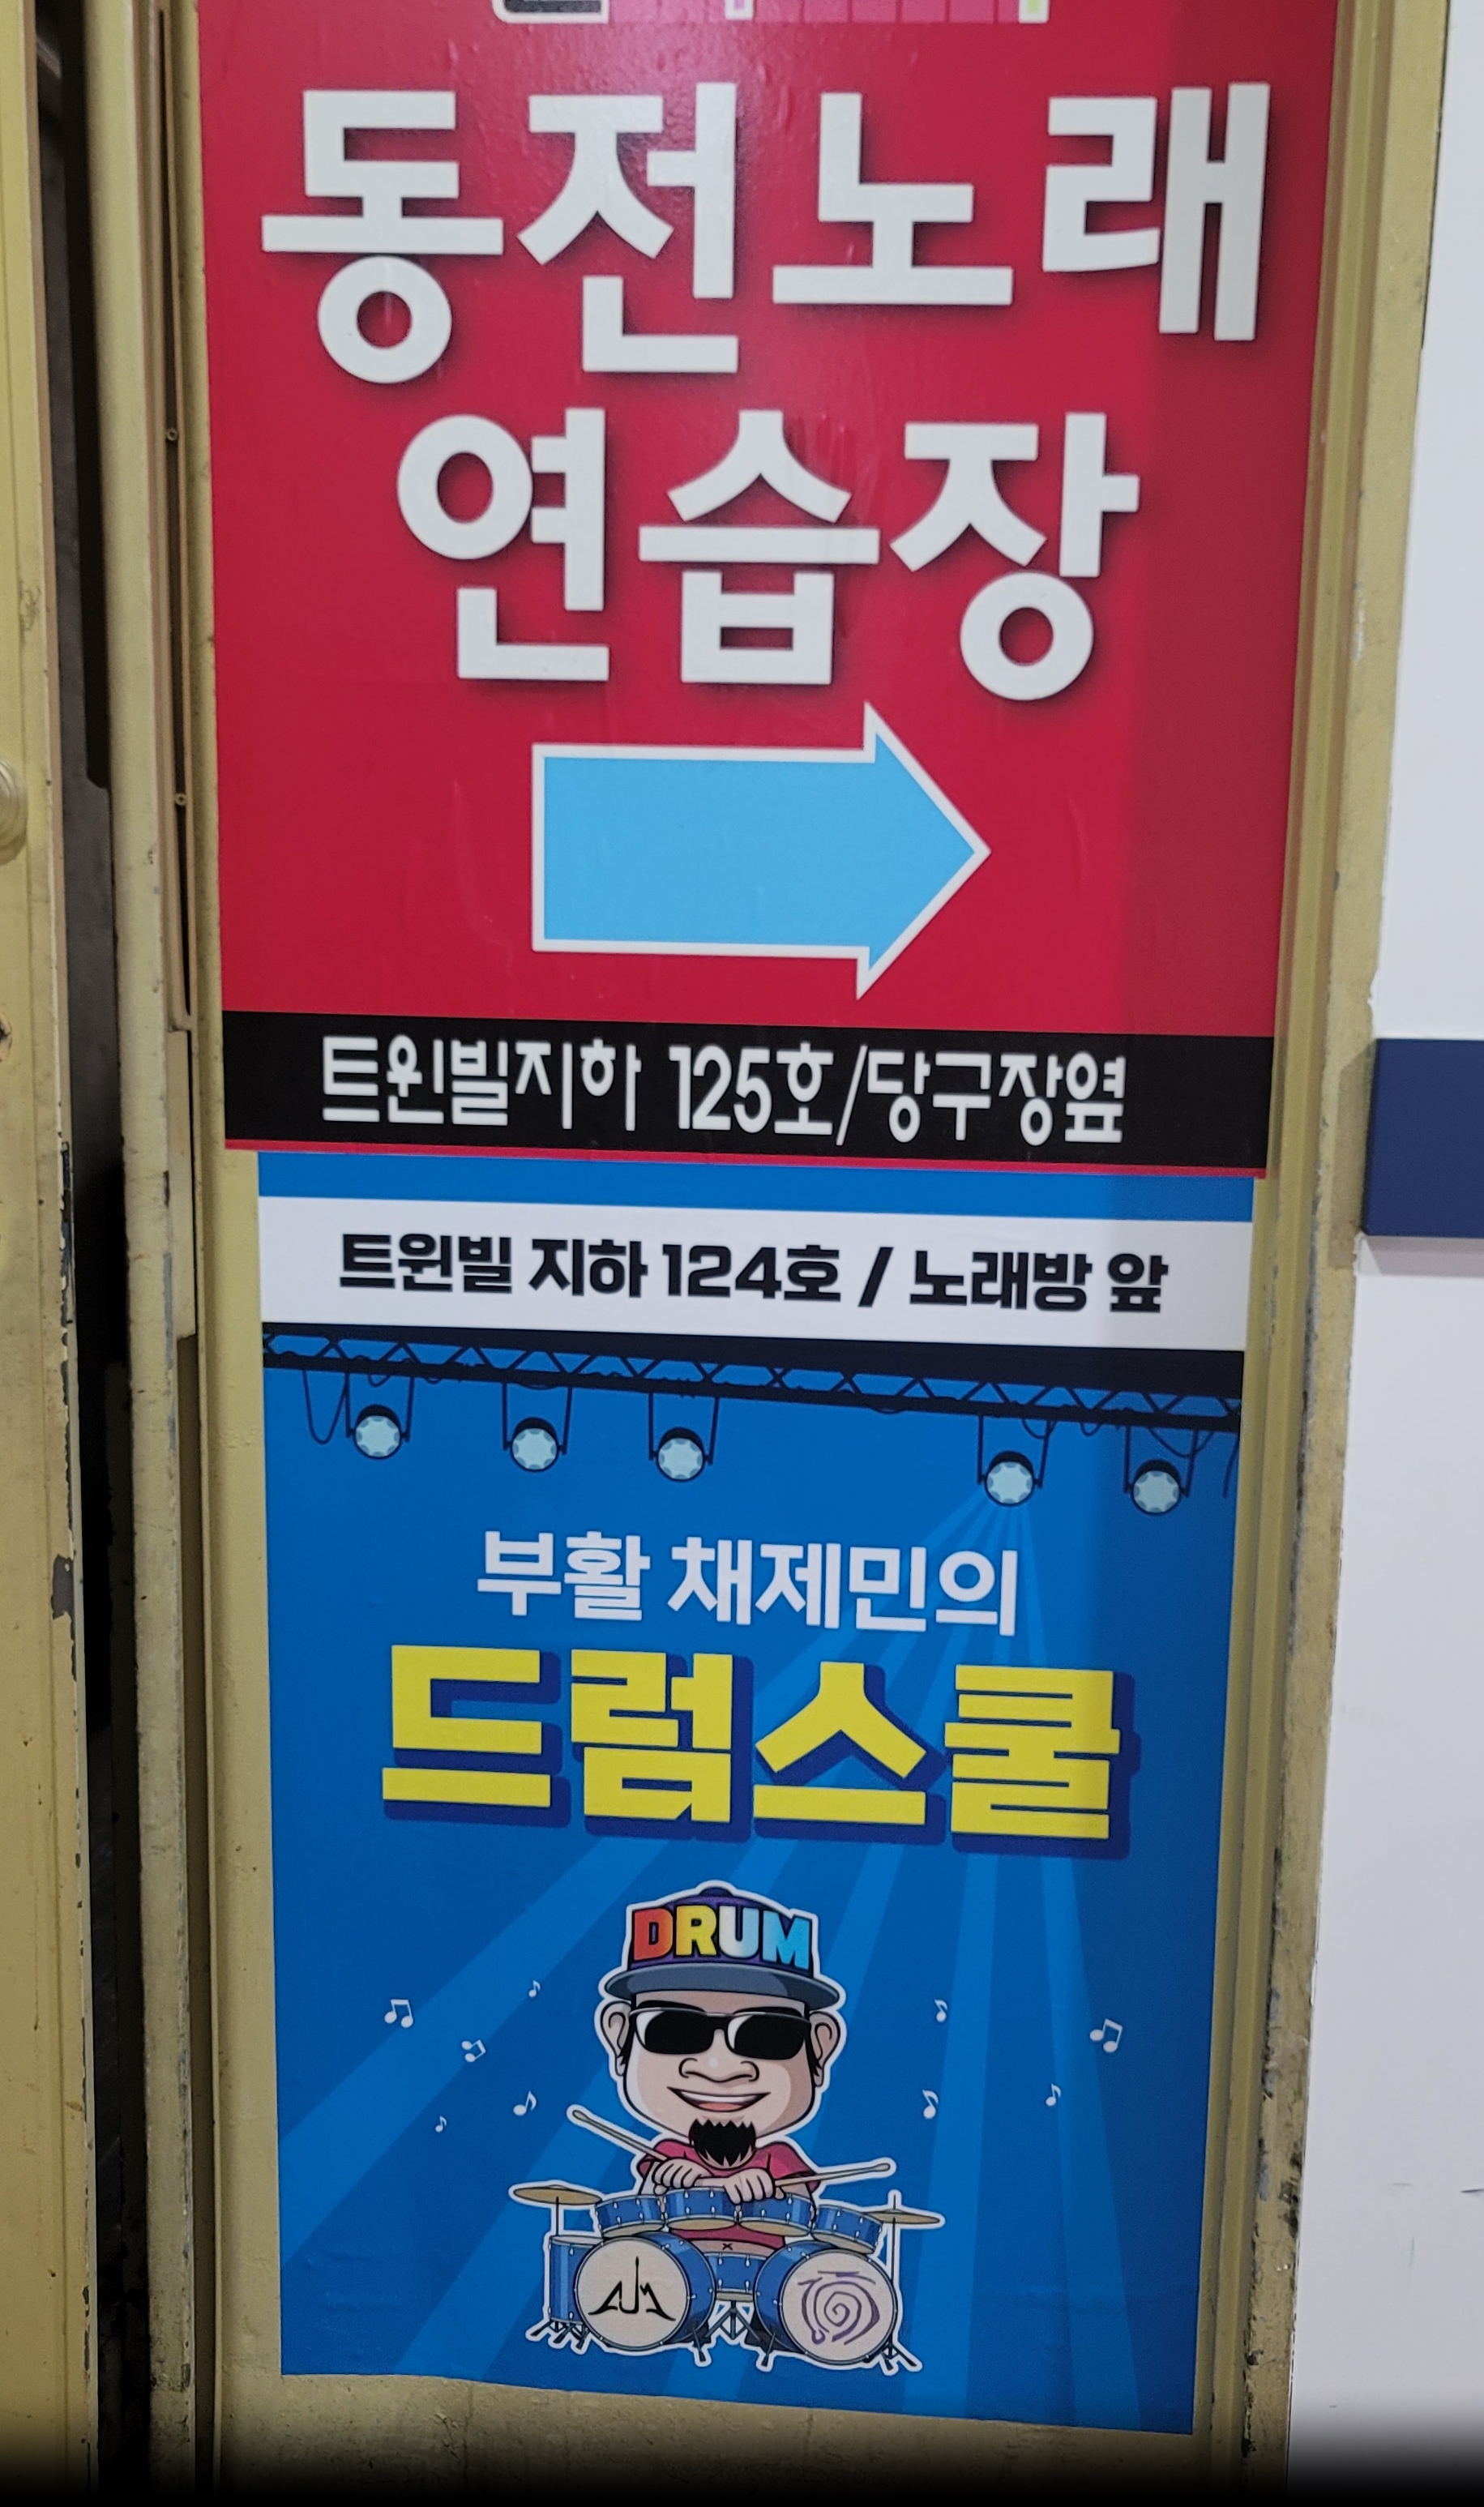 동전노래
연습장
트윈빌지하 125호/당구장옆
트윈빌 지하 124호 / 노래방 앞
부활 채제민의
드럼스쿨
DRUM